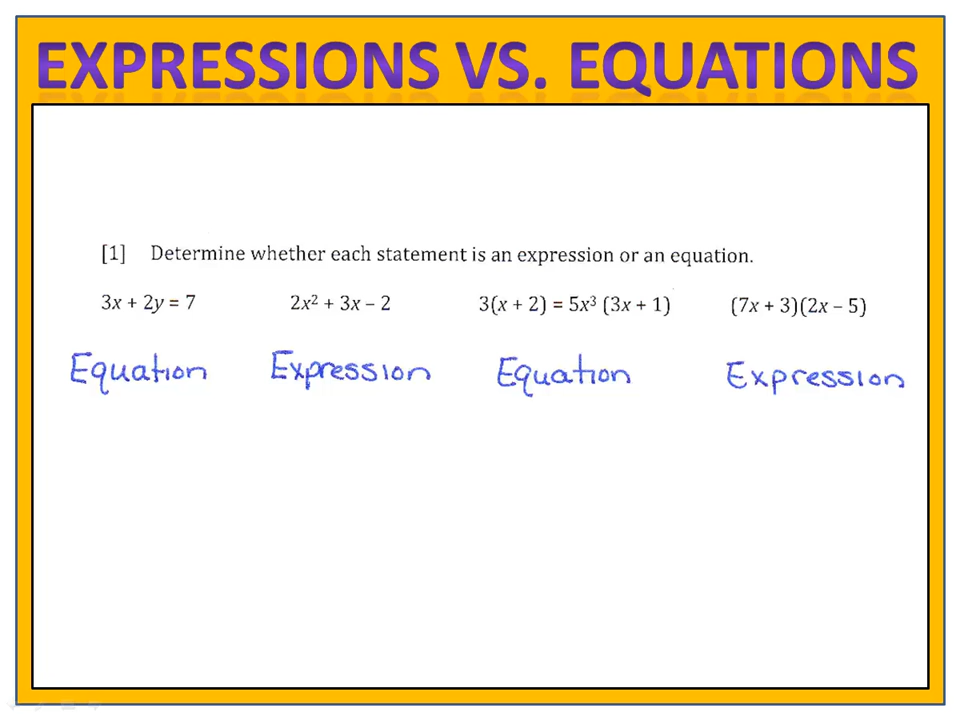 EXPRESSIONS VS. EQUATIONS
[1] Determine whether each statement is an expression or an equation.
3x + 2y = 7 2x² + 3x – 2 3(x + 2) = 5x³ (3x + 1) (7x + 3)(2x – 5)
Equation Expression Equation Expression